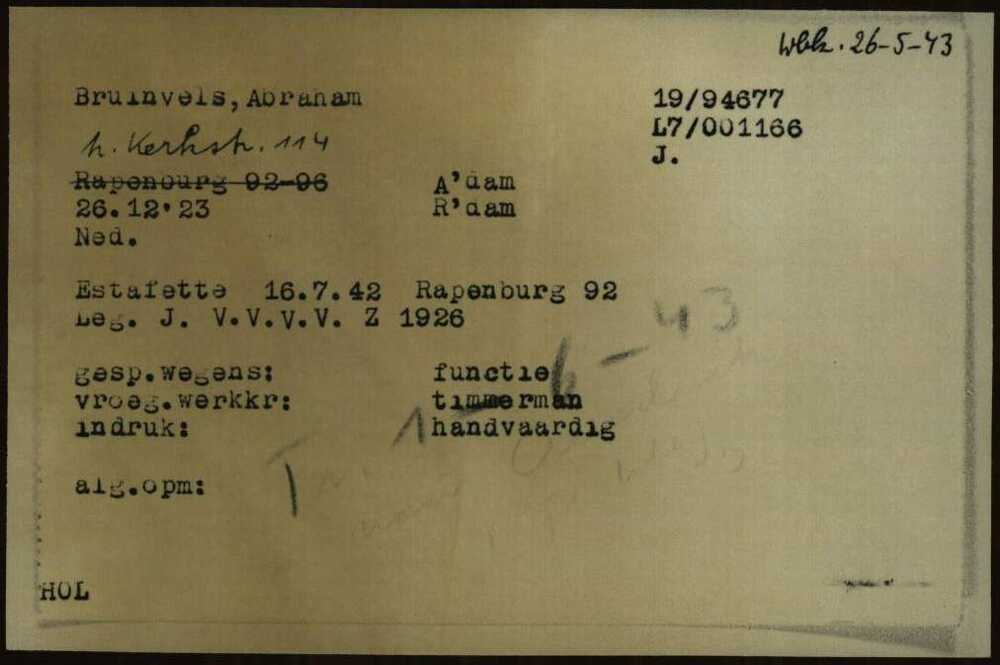 Wbk. 26-5-43
Bruinvels, Abraham 19/94677
L7/001166
h. Kerkstr. 114
J.
Rapenburg 92-96 A'dam
26.12.23 R'dam
Ned.
Estafette 16.7.42 Rapenburg 92
Leg. J. V.V.V.V. Z 1926
gesp.wegens: functie
vroeg.werkkr: timmerman
indruk: handvaardig
T 1-6-43
alg.opm:
HOL